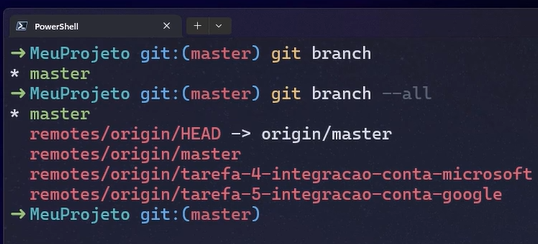 PowerShell
→ MeuProjeto git:(master) git branch
* master
→ MeuProjeto git:(master) git branch --all
* master
remotes/origin/HEAD -> origin/master
remotes/origin/master
remotes/origin/tarefa-4-integracao-conta-microsoft
remotes/origin/tarefa-5-integracao-conta-google
→ MeuProjeto git:(master)